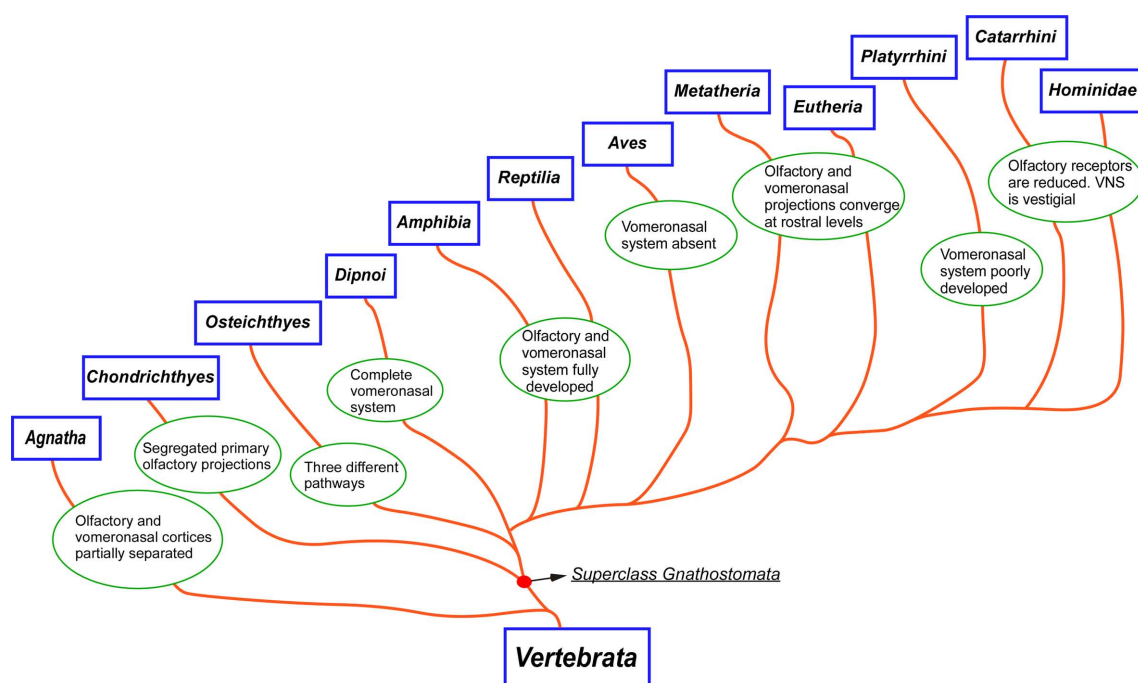 Catarrhini
Platyrrhini
Hominidae
Metatheria
Eutheria
Aves
Reptilia
Olfactory receptors
are reduced. VNS
is vestigial
Olfactory and
vomeronasal
projections converge
at rostral levels
Amphibia
Vomeronasal
system absent
Dipnoi
Vomeronasal
system poorly
developed
Osteichthyes
Olfactory and
vomeronasal
system fully
developed
Chondrichthyes
Complete
vomeronasal
system
Agnatha
Segregated primary
olfactory projections
Three different
pathways
Olfactory and
vomeronasal cortices
partially separated
Superclass Gnathostomata
Vertebrata